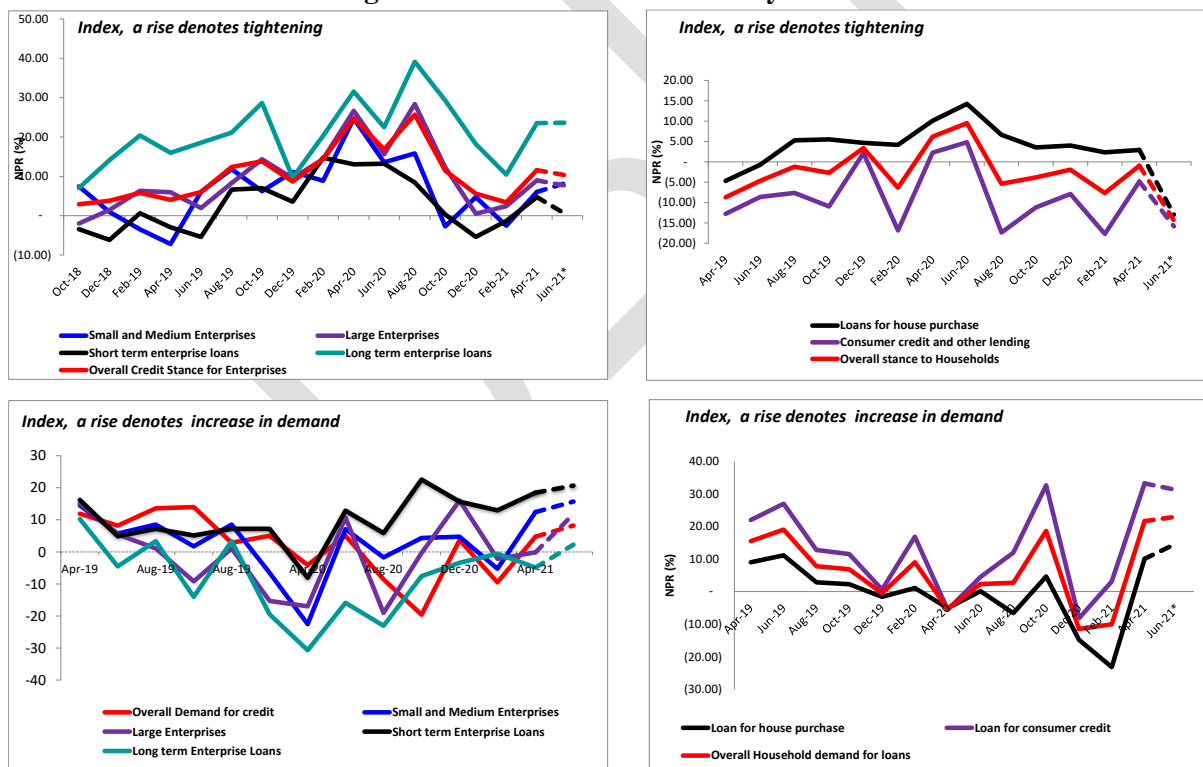 Index, a rise denotes tightening
50.00
40.00
30.00
20.00
10.00
-
(10.00)
NPR (%)
Oct-18
Dec-18
Feb-19
Apr-19
Jun-19
Aug-19
Oct-19
Dec-19
Feb-20
Apr-20
Jun-20
Aug-20
Oct-20
Dec-20
Feb-21
Apr-21
Jun-21*
Small and Medium Enterprises
Large Enterprises
Short term enterprise loans
Long term enterprise loans
Overall Credit Stance for Enterprises
Index, a rise denotes tightening
20.00
15.00
10.00
5.00
-
(5.00)
(10.00)
(15.00)
(20.00)
NPR (%)
Apr-19
Jun-19
Aug-19
Oct-19
Dec-19
Feb-20
Apr-20
Jun-20
Aug-20
Oct-20
Dec-20
Feb-21
Apr-21
Jun-21*
Loans for house purchase
Consumer credit and other lending
Overall stance to Households
Index, a rise denotes increase in demand
30
20
10
0
-10
-20
-30
-40
Apr-19
Aug-19
Aug-19
Apr-20
Aug-20
Dec-20
Apr-21
Overall Demand for credit
Small and Medium Enterprises
Large Enterprises
Short term Enterprise Loans
Long term Enterprise Loans
Index, a rise denotes increase in demand
40.00
30.00
20.00
10.00
-
(10.00)
(20.00)
(30.00)
NPR (%)
Apr-19
Jun-19
Aug-19
Oct-19
Dec-19
Feb-20
Apr-20
Jun-20
Aug-20
Oct-20
Dec-20
Feb-21
Apr-21
Jun-21*
Loan for house purchase
Loan for consumer credit
Overall Household demand for loans